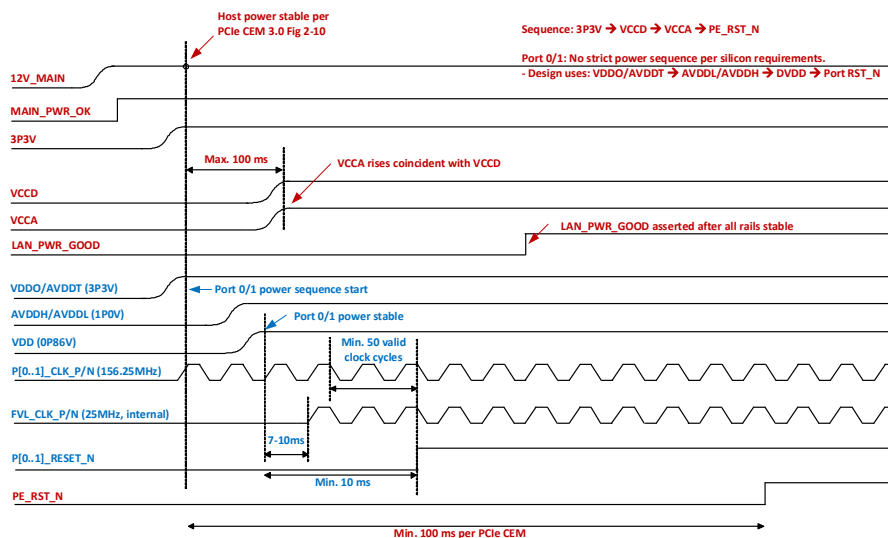 Host power stable per
PCIe CEM 3.0 Fig 2-10
Sequence: 3P3V → VCCD → VCCA → PE_RST_N
Port 0/1: No strict power sequence per silicon requirements.
- Design uses: VDDO/AVDDT → AVDDL/AVDDH → DVDD → Port RST_N
12V_MAIN
MAIN_PWR_OK
3P3V
Max. 100 ms
VCCA rises coincident with VCCD
VCCD
VCCA
LAN_PWR_GOOD
LAN_PWR_GOOD asserted after all rails stable
VDDO/AVDDT (3P3V)
Port 0/1 power sequence start
AVDDH/AVDDL (1P0V)
Port 0/1 power stable
VDD (0P86V)
Min. 50 valid
clock cycles
P[0..1]_CLK_P/N (156.25MHz)
FVL_CLK_P/N (25MHz, internal)
7-10ms
P[0..1]_RESET_N
Min. 10 ms
PE_RST_N
Min. 100 ms per PCIe CEM